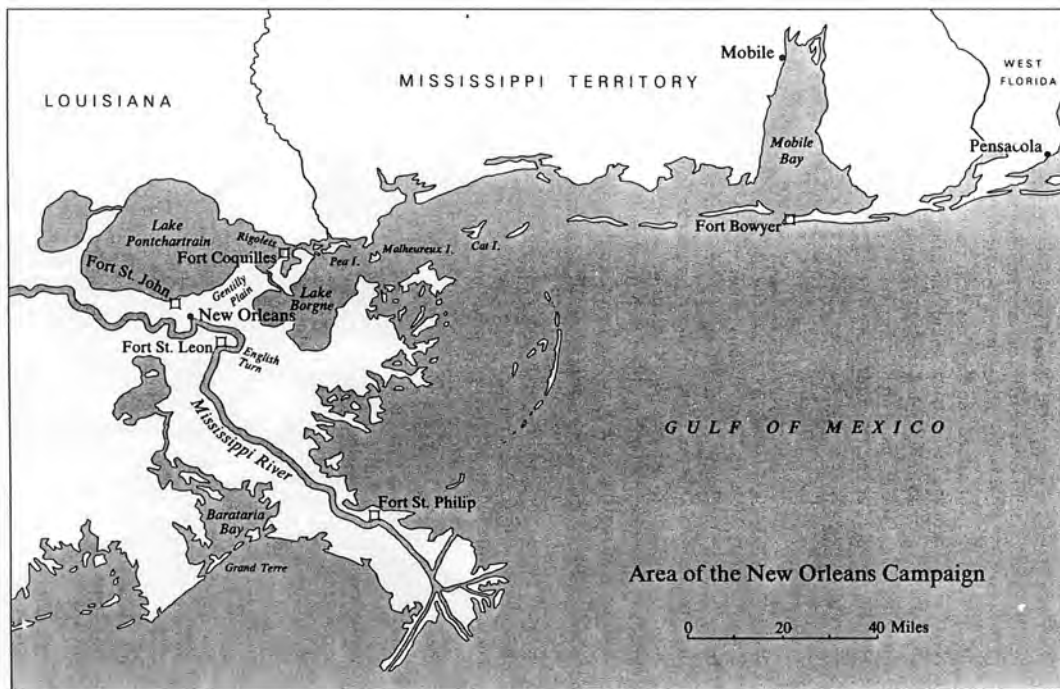 Mobile
WEST
FLORIDA
MISSISSIPPI TERRITORY
LOUISIANA
Mobile
Bay
Pensacola
Lake
Pontchartrain
Rigolets
Fort Coquilles
Pea I.
Malheureux I.
Cat I.
Fort Bowyer
Fort St. John
Gentilly
Plain
Lake
Borgne
New Orleans
Fort St. Leon
English
Turn
Mississippi River
GULF OF MEXICO
Fort St. Philip
Barataria
Bay
Grand Terre
Area of the New Orleans Campaign
0 20 40 Miles